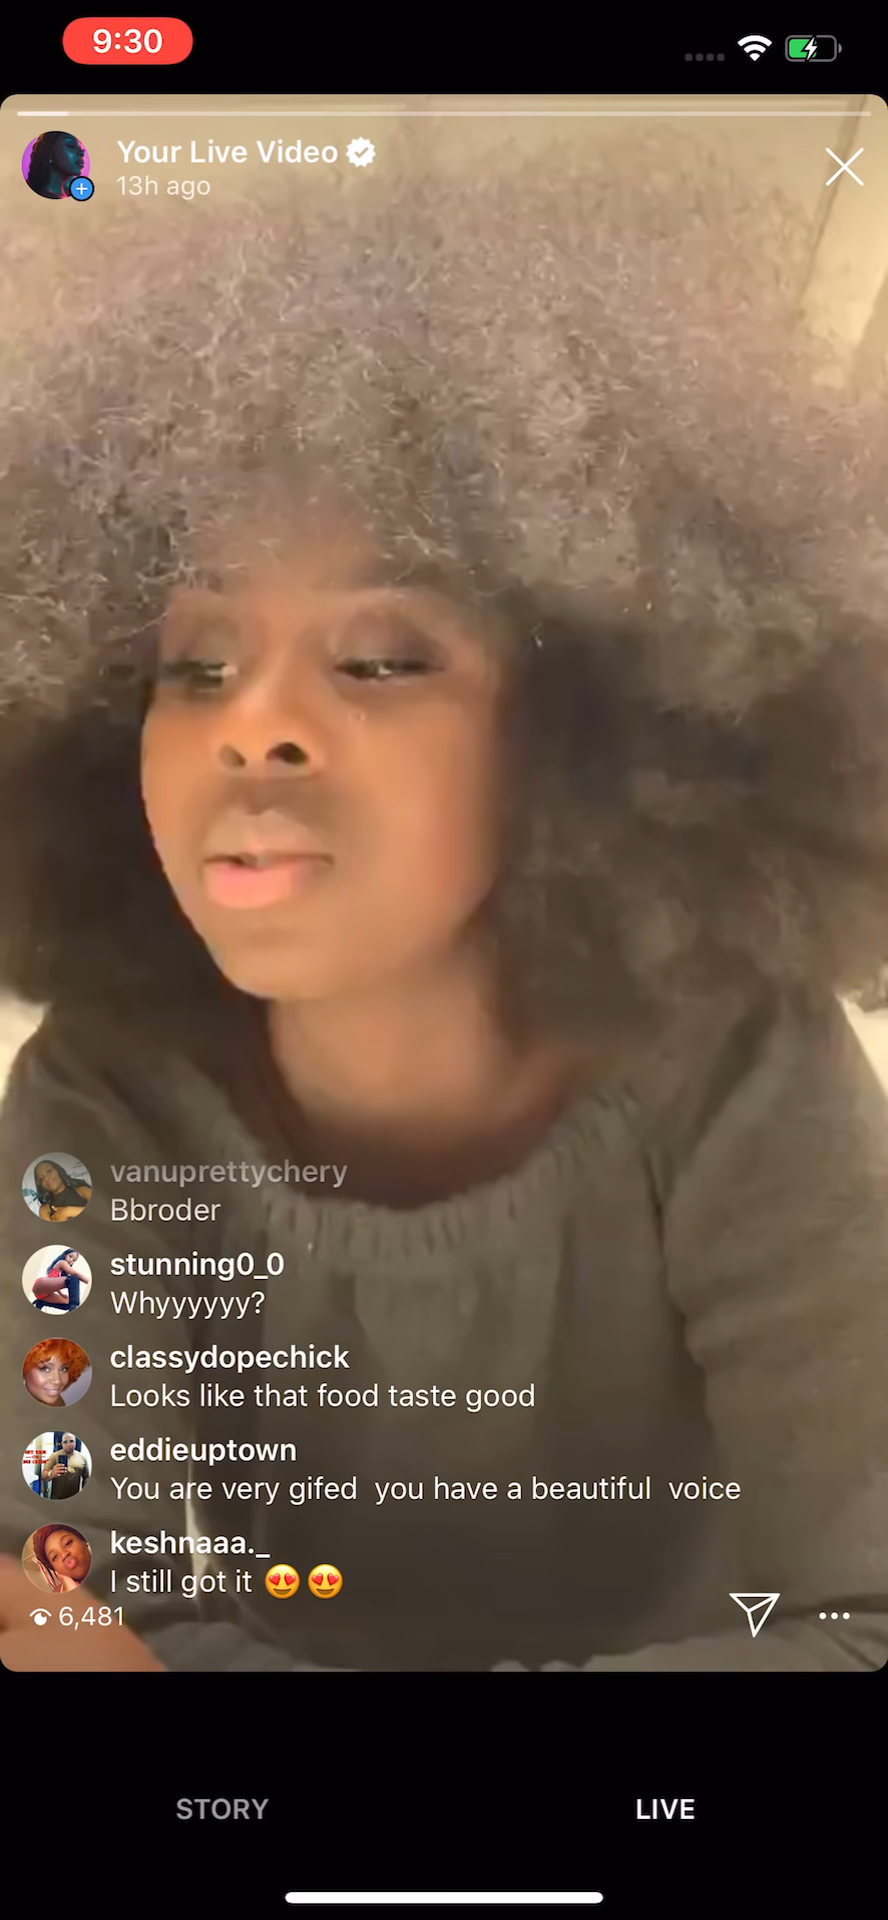 9:30
Your Live Video
13h ago
vanuprettychery
Bbroder
stunning0_0
Whyyyyyy?
classydopechick
Looks like that food taste good
eddieuptown
You are very gifed  you have a beautiful  voice
keshnaaa._
I still got it 😍 😍
6,481
STORY
LIVE